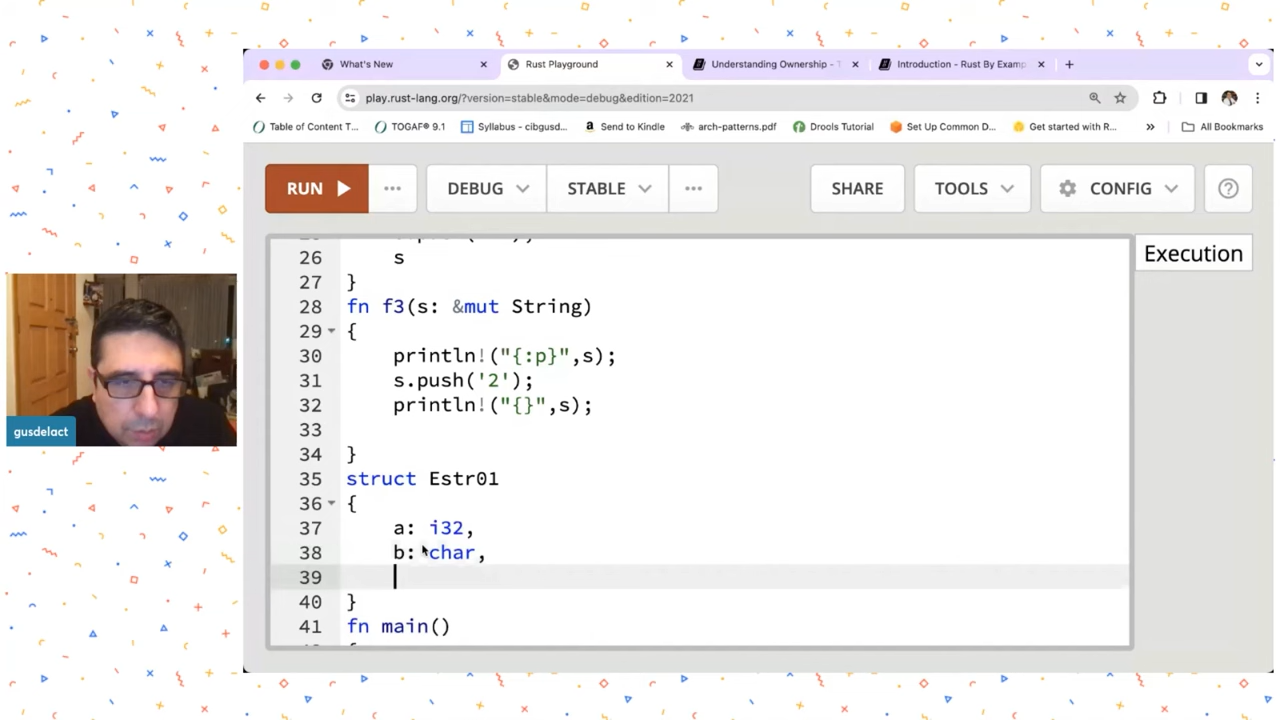 What's New
Rust Playground
Understanding Ownership - T
Introduction - Rust By Examp
play.rust-lang.org/?version=stable&mode=debug&edition=2021
Table of Content T...
TOGAF® 9.1
Syllabus - cibgusd...
Send to Kindle
arch-patterns.pdf
Drools Tutorial
Set Up Common D...
Get started with R...
»
All Bookmarks
RUN
...
DEBUG
STABLE
...
SHARE
TOOLS
CONFIG
Execution
26 s
27 }
28 fn f3(s: &mut String)
29 {
30 println!("{:p}",s);
31 s.push('2');
32 println!("{}",s);
33
34 }
35 struct Estr01
36 {
37 a: i32,
38 b: char,
39
40 }
41 fn main()
gusdelact